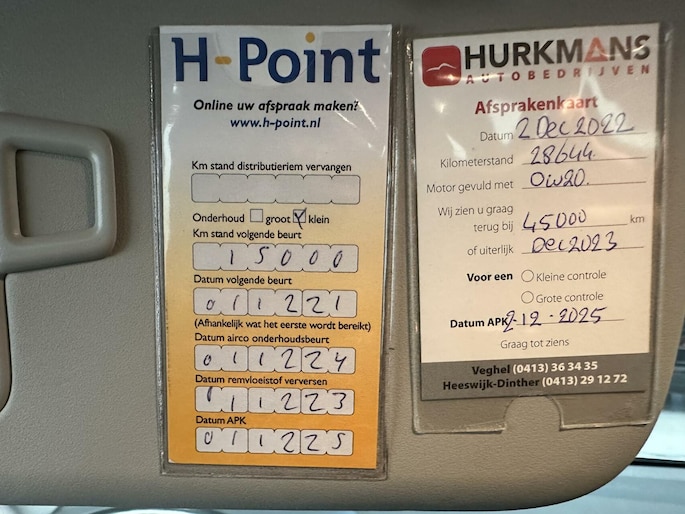 H-Point
Online uw afspraak maken?
www.h-point.nl
Km stand distributieriem vervangen
Onderhoud groot klein
Km stand volgende beurt
15000
Datum volgende beurt
011221
(Afhankelijk wat het eerste wordt bereikt)
Datum airco onderhoudsbeurt
011224
Datum remvloeistof verversen
011223
Datum APK
011225
HURKMANS
AUTOBEDRIJVEN
Afsprakenkaart
Datum 2 Dec 2022
Kilometerstand 28644
Motor gevuld met 0w20.
Wij zien u graag
terug bij 45000 km
of uiterlijk Dec 2023
Voor een Kleine controle
Grote controle
Datum APK 2-12-2025
Graag tot ziens
Veghel (0413) 36 34 35
Heeswijk-Dinther (0413) 29 12 72